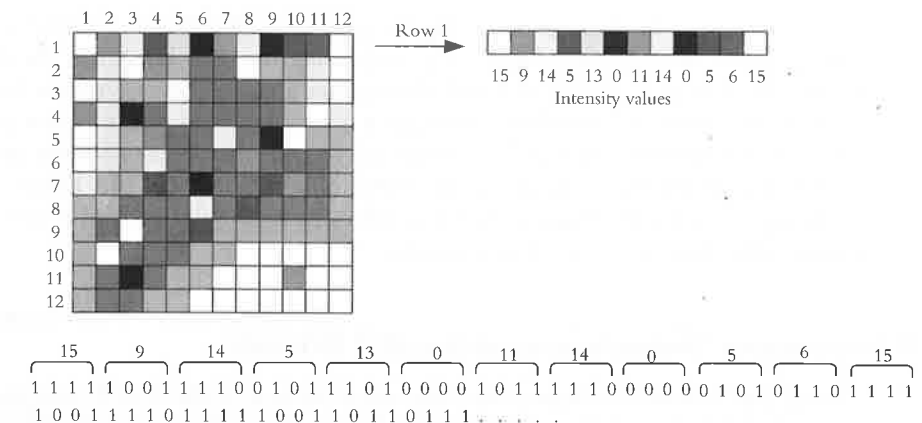 1 2 3 4 5 6 7 8 9 10 11 12
1
2
3
4
5
6
7
8
9
10
11
12
Row 1
15 9 14 5 13 0 11 14 0 5 6 15
Intensity values
15 9 14 5 13 0 11 14 0 5 6 15
1 1 1 1 1 0 0 1 1 1 1 0 0 1 0 1 1 1 0 1 0 0 0 0 1 0 1 1 1 1 1 0 0 0 0 0 0 1 0 1 0 1 1 0 1 1 1 1
1 0 0 1 1 1 1 0 1 1 1 1 1 0 0 1 1 0 1 1 0 1 1 1 . . . . .